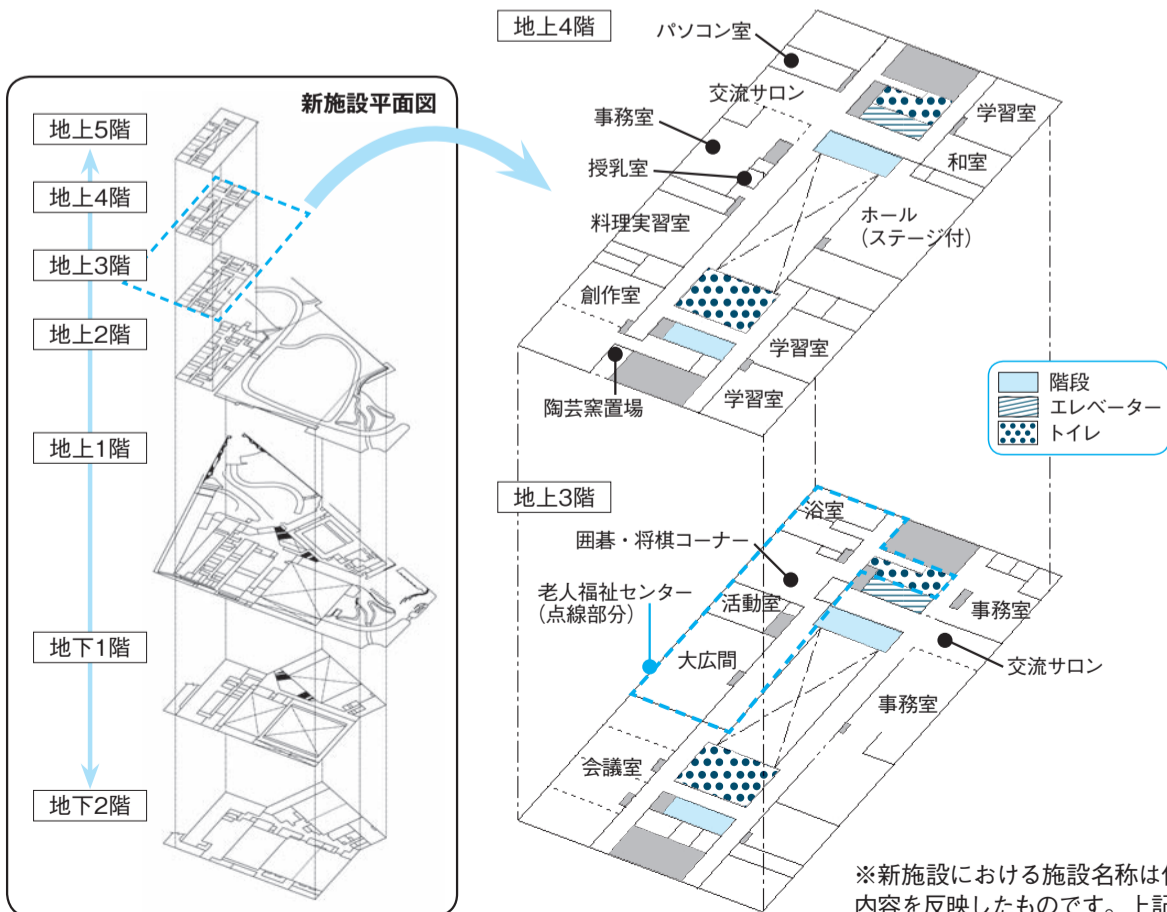 新施設平面図
地上5階
地上4階
地上3階
地上2階
地上1階
地下1階
地下2階
地上4階
パソコン室
交流サロン
事務室
授乳室
料理実習室
創作室
陶芸窯置場
学習室
和室
ホール
（ステージ付）
学習室
学習室
階段
エレベーター
トイレ
地上3階
浴室
囲碁・将棋コーナー
老人福祉センター
（点線部分）
活動室
大広間
会議室
事務室
交流サロン
事務室
※新施設における施設名称は
内容を反映したものです。上記